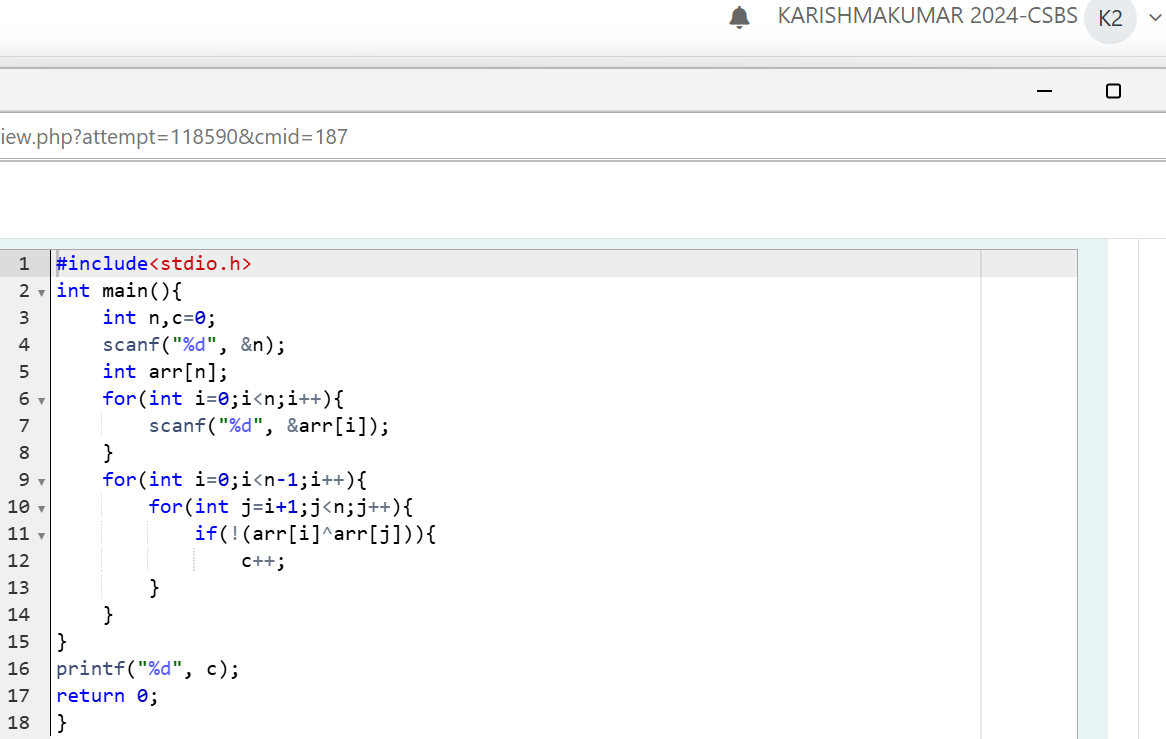 KARISHMAKUMAR 2024-CSBS K2
iew.php?attempt=118590&cmid=187
1 #include<stdio.h>
2 int main(){
3     int n,c=0;
4     scanf("%d", &n);
5     int arr[n];
6     for(int i=0;i<n;i++){
7         scanf("%d", &arr[i]);
8     }
9     for(int i=0;i<n-1;i++){
10         for(int j=i+1;j<n;j++){
11             if(!(arr[i]^arr[j])){
12                 c++;
13         }
14     }
15 }
16 printf("%d", c);
17 return 0;
18 }